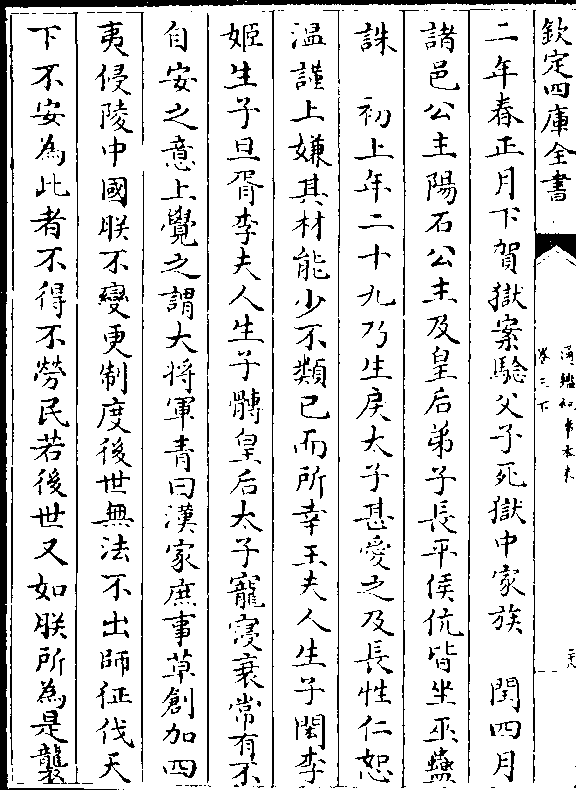 欽定四庫全書
通鑑紀事本末
卷三下
二年春正月下賀獄案驗父子死獄中家族　閏四月
諸邑公主陽石公主及皇后弟子長平侯伉皆坐巫蠱
誅　初上年二十九乃生戾太子甚愛之及長性仁恕
温謹上嫌其材能少不類已而所幸王夫人生子閎李
姬生子旦胥李夫人生子髆皇后太子寵寖衰常有不
自安之意上覺之謂大將軍青曰漢家庶事草創加四
夷侵陵中國朕不變更制度後世無法不出師征伐天
下不安為此者不得不勞民若後世又如朕所為是襲